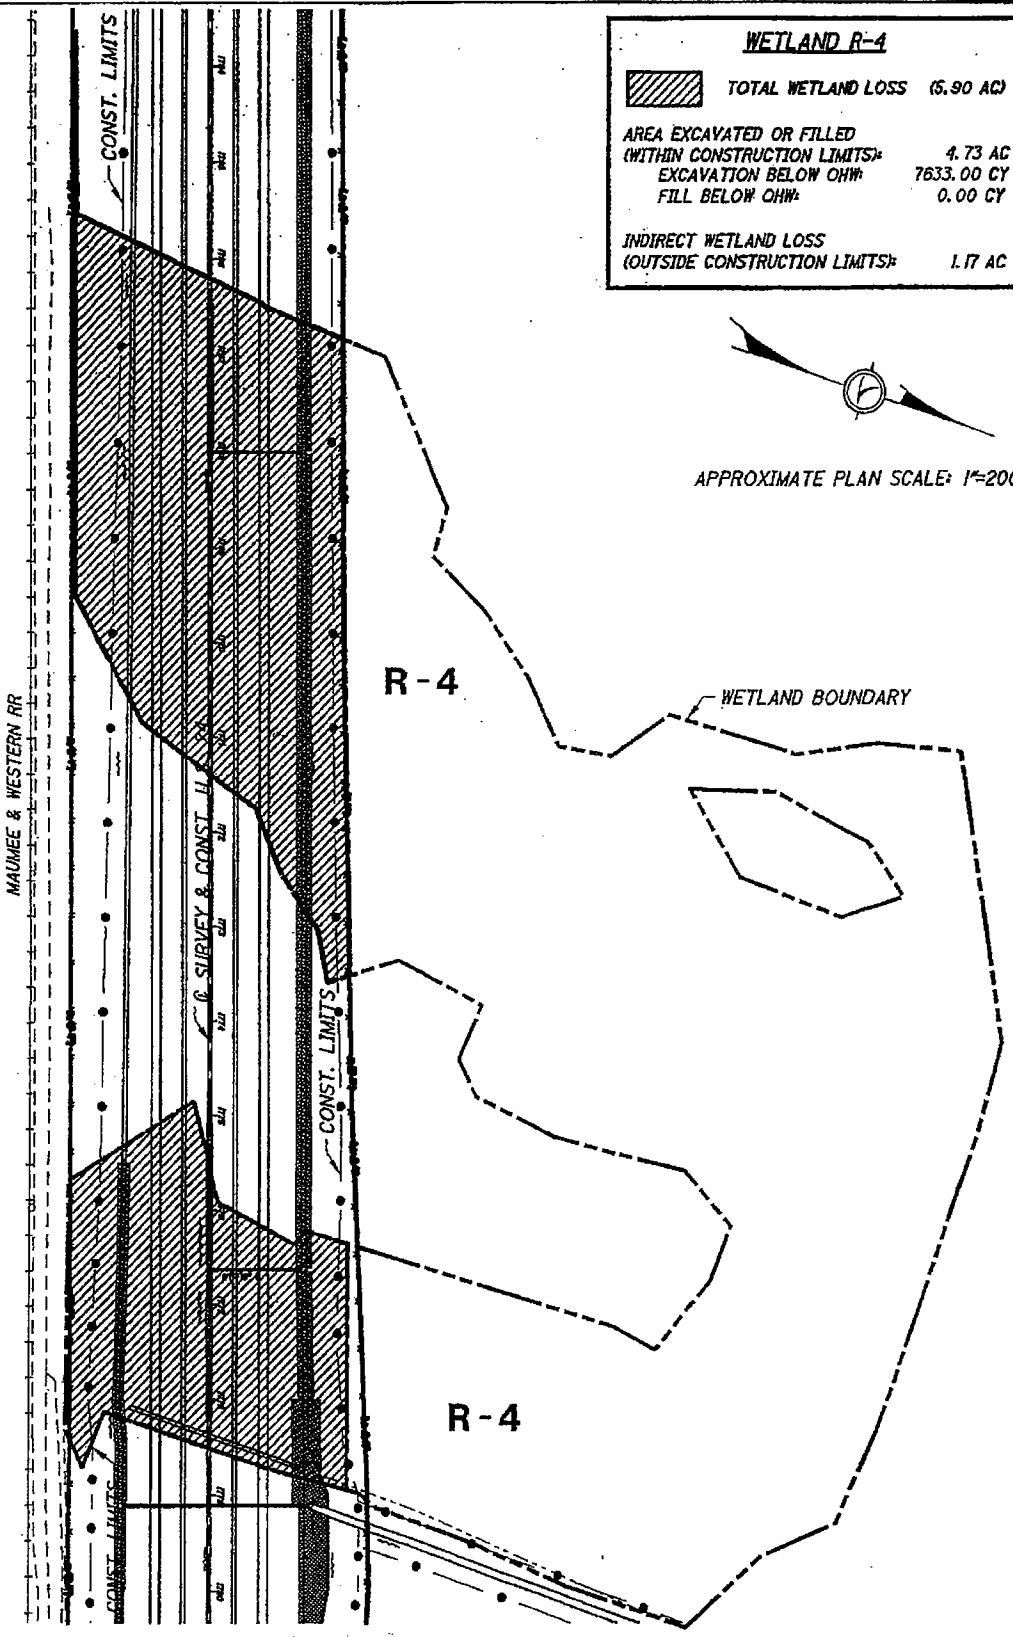 WETLAND R-4
TOTAL WETLAND LOSS (5.90 AC)
AREA EXCAVATED OR FILLED
(WITHIN CONSTRUCTION LIMITS): 4.73 AC
EXCAVATION BELOW OHW: 7633.00 CY
FILL BELOW OHW: 0.00 CY
INDIRECT WETLAND LOSS
(OUTSIDE CONSTRUCTION LIMITS): 1.17 AC
APPROXIMATE PLAN SCALE: 1"=200
CONST. LIMITS
R-4
WETLAND BOUNDARY
MAUMEE & WESTERN RR
℄ SURVEY & CONST. U.S.
CONST. LIMITS
R-4
CONST. LIMITS